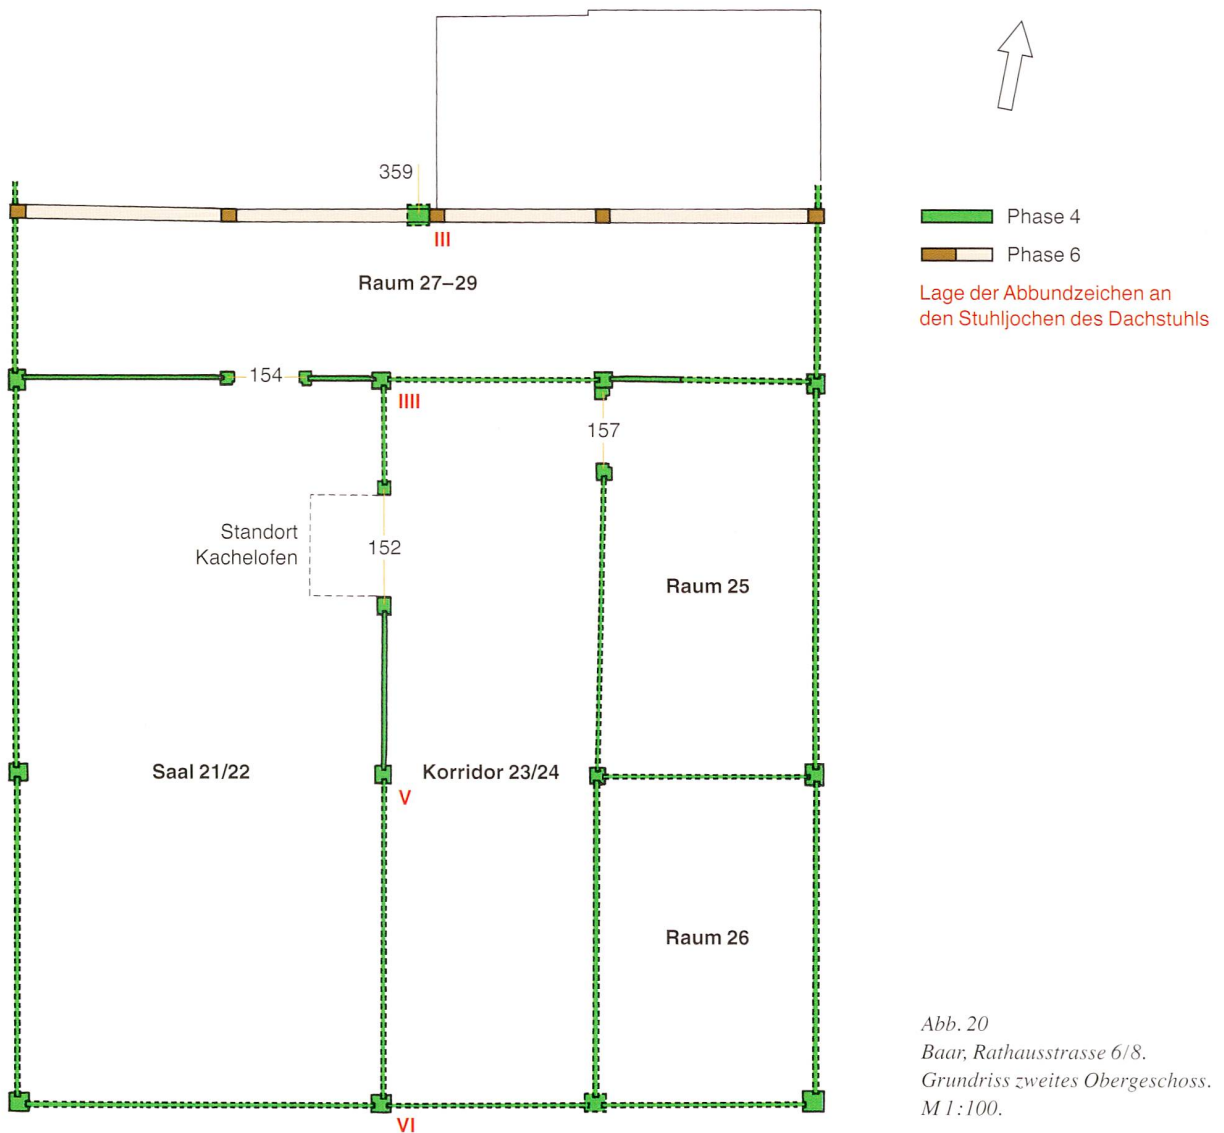 359
III
Phase 4
Raum 27–29
Phase 6
Lage der Abbundzeichen an
den Stuhljochen des Dachstuhls
154
IIII
157
Standort
Kachelofen
152
Raum 25
Saal 21/22
Korridor 23/24
V
Raum 26
Abb. 20
Baar, Rathausstrasse 6/8.
Grundriss zweites Obergeschoss.
M 1:100.
VI